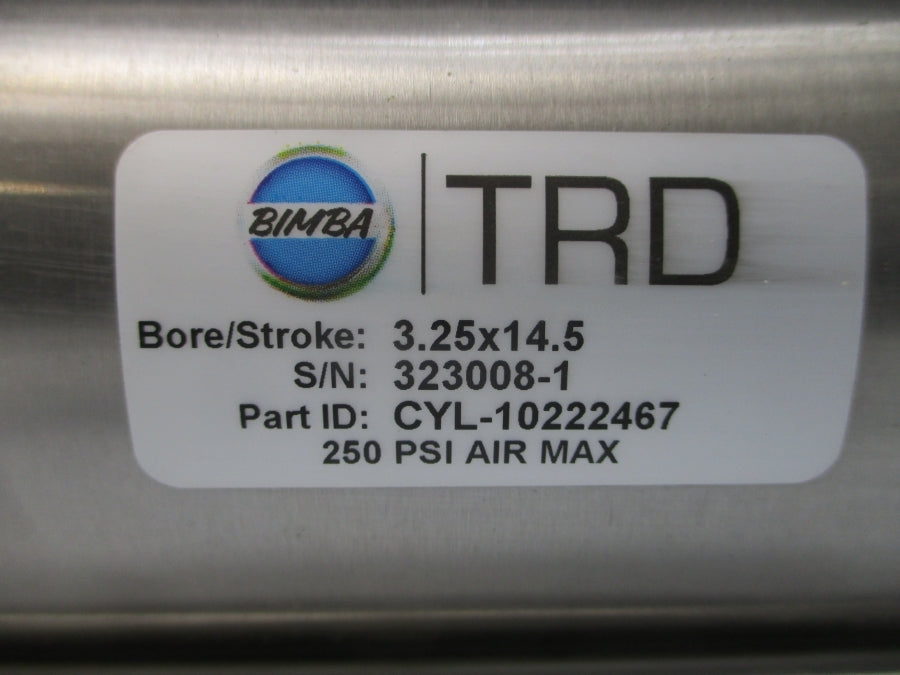 BIMBA TRD
Bore/Stroke: 3.25x14.5
S/N: 323008-1
Part ID: CYL-10222467
250 PSI AIR MAX